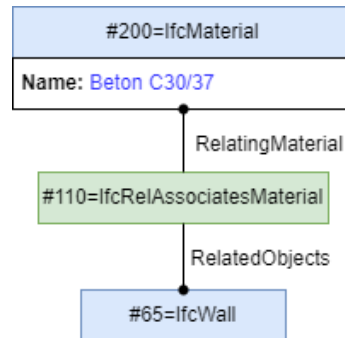 #200=IfcMaterial
Name: Beton C30/37
RelatingMaterial
#110=IfcRelAssociatesMaterial
RelatedObjects
#65=IfcWall